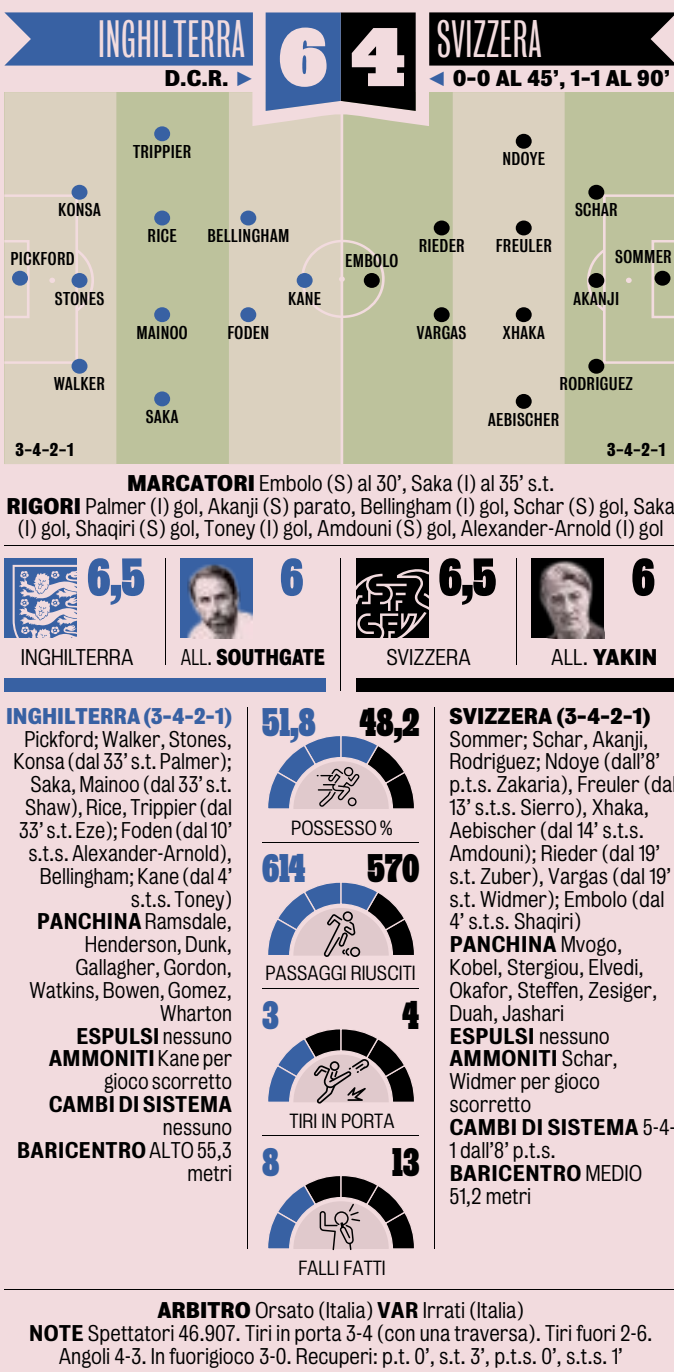 INGHILTERRA 6 4 SVIZZERA
D.C.R. ► ◄ 0-0 AL 45', 1-1 AL 90'
TRIPPIER
NDOYE
KONSA
SCHAR
RICE
BELLINGHAM
RIEDER
FREULER
PICKFORD
EMBOLO
SOMMER
STONES
KANE
AKANJI
MAINOO
FODEN
VARGAS
XHAKA
WALKER
RODRIGUEZ
SAKA
AEBISCHER
3-4-2-1
3-4-2-1
MARCATORI Embolo (S) al 30', Saka (I) al 35' s.t.
RIGORI Palmer (I) gol, Akanji (S) parato, Bellingham (I) gol, Schar (S) gol, Saka
(I) gol, Shaqiri (S) gol, Toney (I) gol, Amdouni (S) gol, Alexander-Arnold (I) gol
6,5
INGHILTERRA
6
ALL. SOUTHGATE
6,5
SVIZZERA
6
ALL. YAKIN
INGHILTERRA (3-4-2-1)
Pickford; Walker, Stones,
Konsa (dal 33' s.t. Palmer);
Saka, Mainoo (dal 33' s.t.
Shaw), Rice, Trippier (dal
33' s.t. Eze); Foden (dal 10'
s.t.s. Alexander-Arnold),
Bellingham; Kane (dal 4'
s.t.s. Toney)
PANCHINA Ramsdale,
Henderson, Dunk,
Gallagher, Gordon,
Watkins, Bowen, Gomez,
Wharton
ESPULSI nessuno
AMMONITI Kane per
gioco scorretto
CAMBI DI SISTEMA
nessuno
BARICENTRO ALTO 55,3
metri
51,8 48,2
POSSESSO %
614 570
PASSAGGI RIUSCITI
3 4
TIRI IN PORTA
8 13
FALLI FATTI
SVIZZERA (3-4-2-1)
Sommer; Schar, Akanji,
Rodriguez; Ndoye (dall'8'
p.t.s. Zakaria), Freuler (dal
13' s.t.s. Sierro), Xhaka,
Aebischer (dal 14' s.t.s.
Amdouni); Rieder (dal 19'
s.t. Zuber), Vargas (dal 19'
s.t. Widmer); Embolo (dal
4' s.t.s. Shaqiri)
PANCHINA Mvogo,
Kobel, Stergiou, Elvedi,
Okafor, Steffen, Zesiger,
Duah, Jashari
ESPULSI nessuno
AMMONITI Schar,
Widmer per gioco
scorretto
CAMBI DI SISTEMA 5-4-
1 dall'8' p.t.s.
BARICENTRO MEDIO
51,2 metri
ARBITRO Orsato (Italia) VAR Irrati (Italia)
NOTE Spettatori 46.907. Tiri in porta 3-4 (con una traversa). Tiri fuori 2-6.
Angoli 4-3. In fuorigioco 3-0. Recuperi: p.t. 0', s.t. 3', p.t.s. 0', s.t.s. 1'